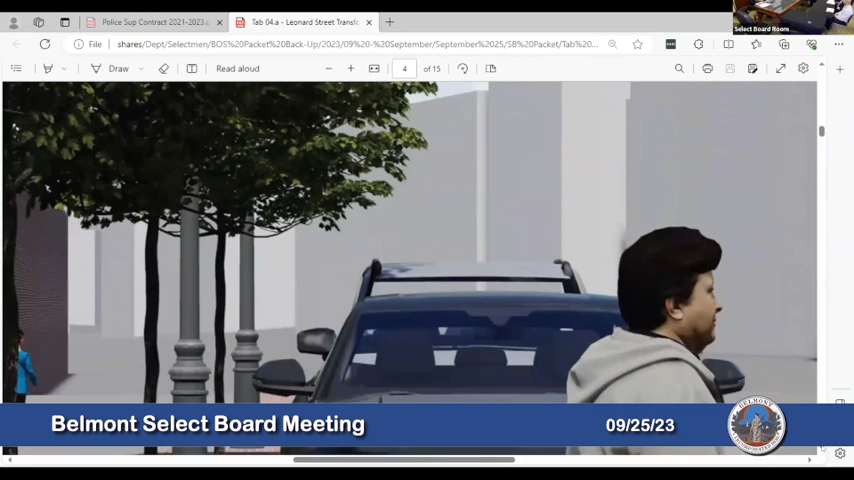 Police Sup Contract 2021-2023.
Tab 04.a - Leonard Street Transfo
Select Board Room
File
shares/Dept/Selectmen/BOS%20Packet%20Back-Up/2023/09%20-%20September/September%2025/SB%20Packet/Tab%...
Draw
Read aloud
4
of 15
Belmont Select Board Meeting
09/25/23
BELMONT